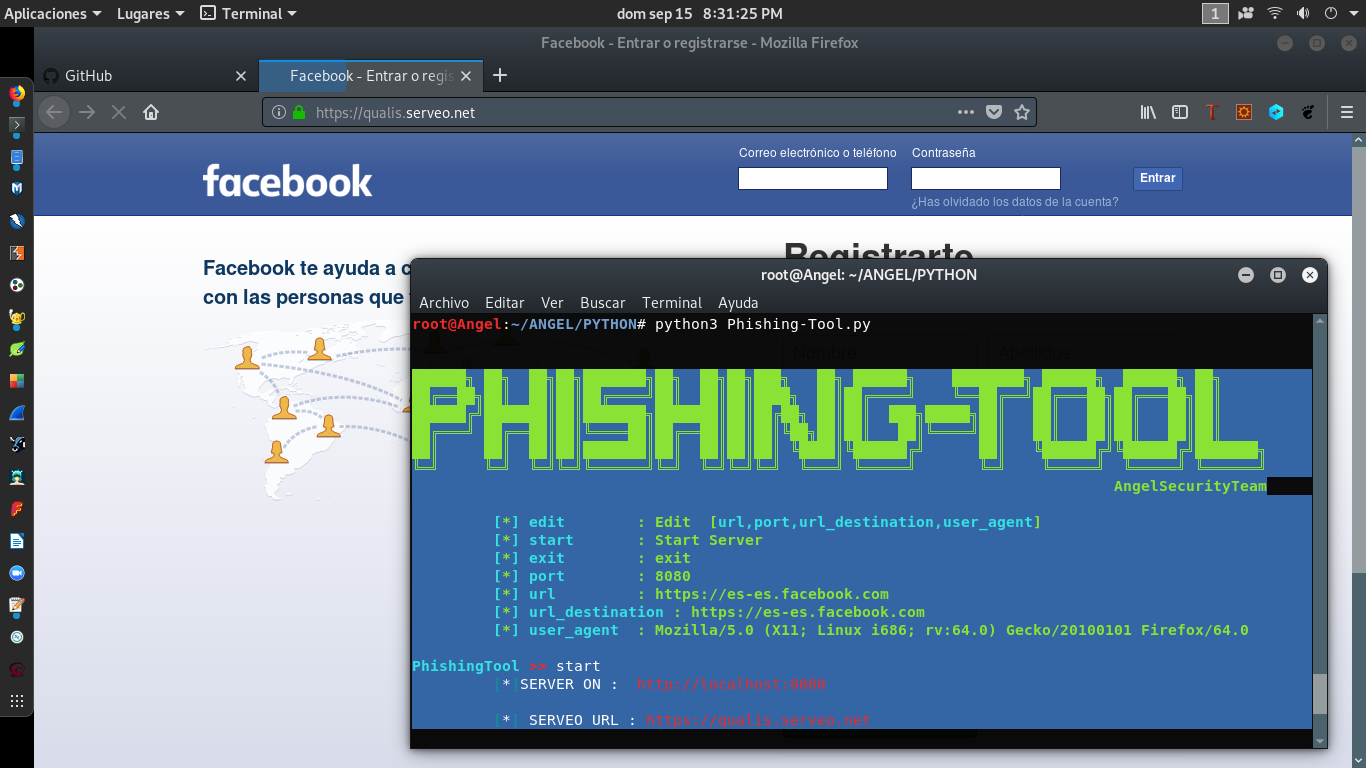 Aplicaciones Lugares Terminal dom sep 15 8:31:25 PM 1
Facebook - Entrar o registrarse - Mozilla Firefox
GitHub Facebook - Entrar o regis
https://qualis.serveo.net
Correo electrónico o teléfono Contraseña
facebook Entrar
¿Has olvidado los datos de la cuenta?
Registrarte
Facebook te ayuda a c
con las personas que
root@Angel: ~/ANGEL/PYTHON
Archivo Editar Ver Buscar Terminal Ayuda
root@Angel:~/ANGEL/PYTHON# python3 Phishing-Tool.py
Nombre Apellidos
PHISHING-TOOL
AngelSecurityTeam
[*] edit : Edit [url,port,url_destination,user_agent]
[*] start : Start Server
[*] exit : exit
[*] port : 8080
[*] url : https://es-es.facebook.com
[*] url_destination : https://es-es.facebook.com
[*] user_agent : Mozilla/5.0 (X11; Linux i686; rv:64.0) Gecko/20100101 Firefox/64.0
PhishingTool >> start
[*]SERVER ON : http://localhost:8080
[*] SERVEO URL : https://qualis.serveo.net